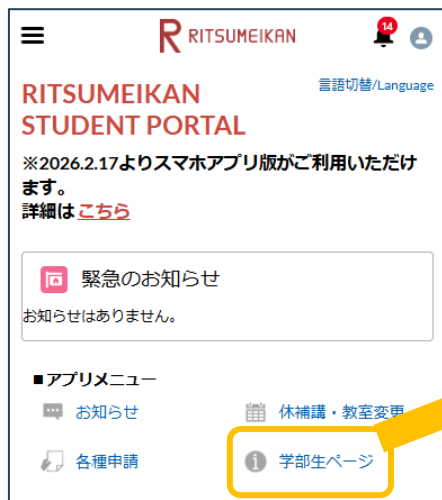 RITSUMEIKAN
14
言語切替/Language
RITSUMEIKAN
STUDENT PORTAL
※2026.2.17よりスマホアプリ版がご利用いただけ
ます。
詳細は こちら
緊急のお知らせ
お知らせはありません。
■アプリメニュー
お知らせ
休補講・教室変更
各種申請
学部生ページ